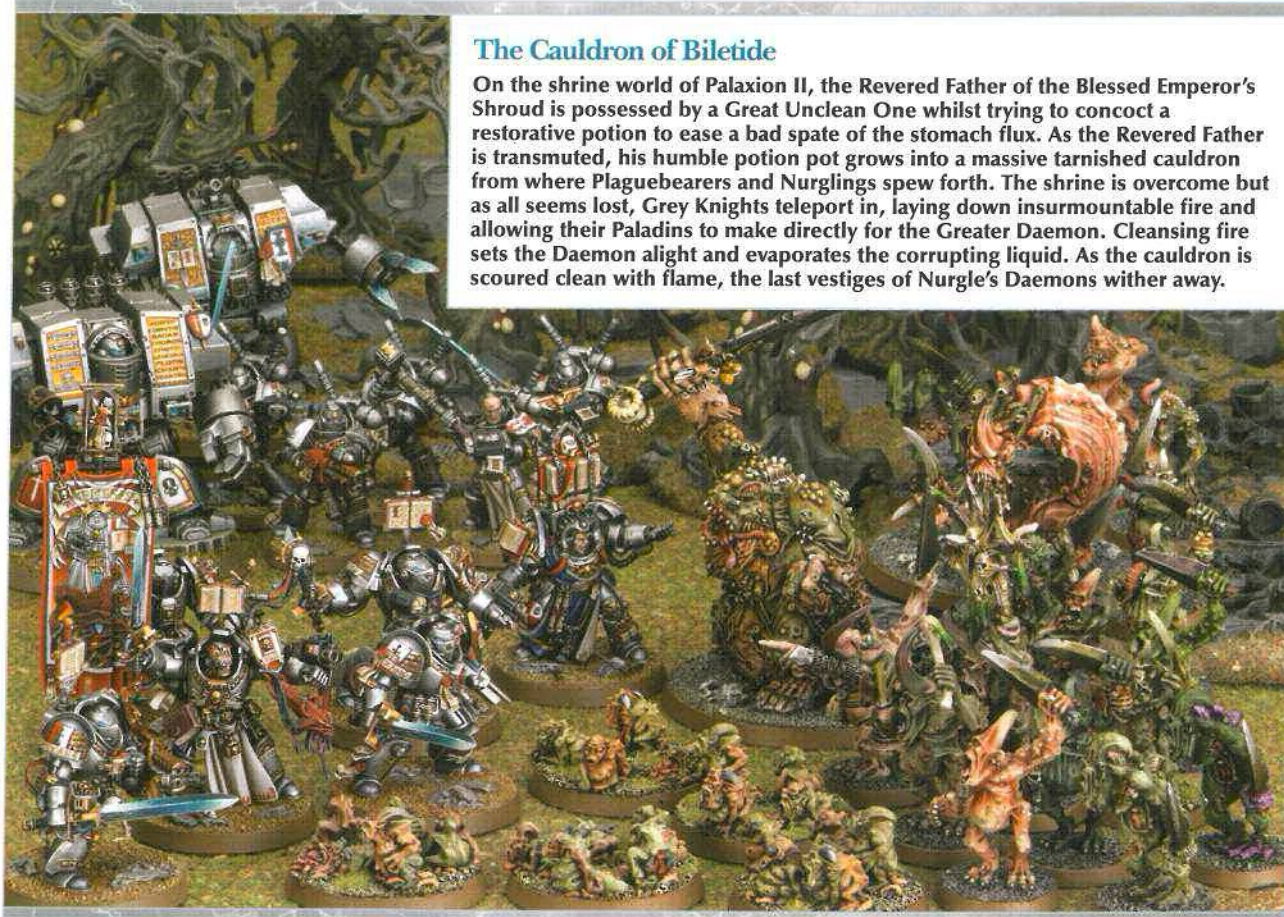 The Cauldron of Biletide
On the shrine world of Palaxion II, the Revered Father of the Blessed Emperor's
Shroud is possessed by a Great Unclean One whilst trying to concoct a
restorative potion to ease a bad spate of the stomach flux. As the Revered Father
is transmuted, his humble potion pot grows into a massive tarnished cauldron
from where Plaguebearers and Nurglings spew forth. The shrine is overcome but
as all seems lost, Grey Knights teleport in, laying down insurmountable fire and
allowing their Paladins to make directly for the Greater Daemon. Cleansing fire
sets the Daemon alight and evaporates the corrupting liquid. As the cauldron is
scoured clean with flame, the last vestiges of Nurgle's Daemons wither away.